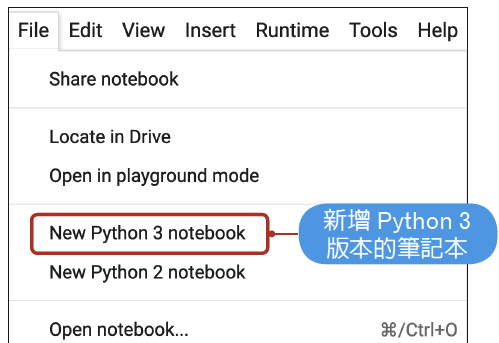 File Edit View Insert Runtime Tools Help
Share notebook
Locate in Drive
Open in playground mode
New Python 3 notebook
新增 Python 3
版本的筆記本
New Python 2 notebook
Open notebook... ⌘/Ctrl+O